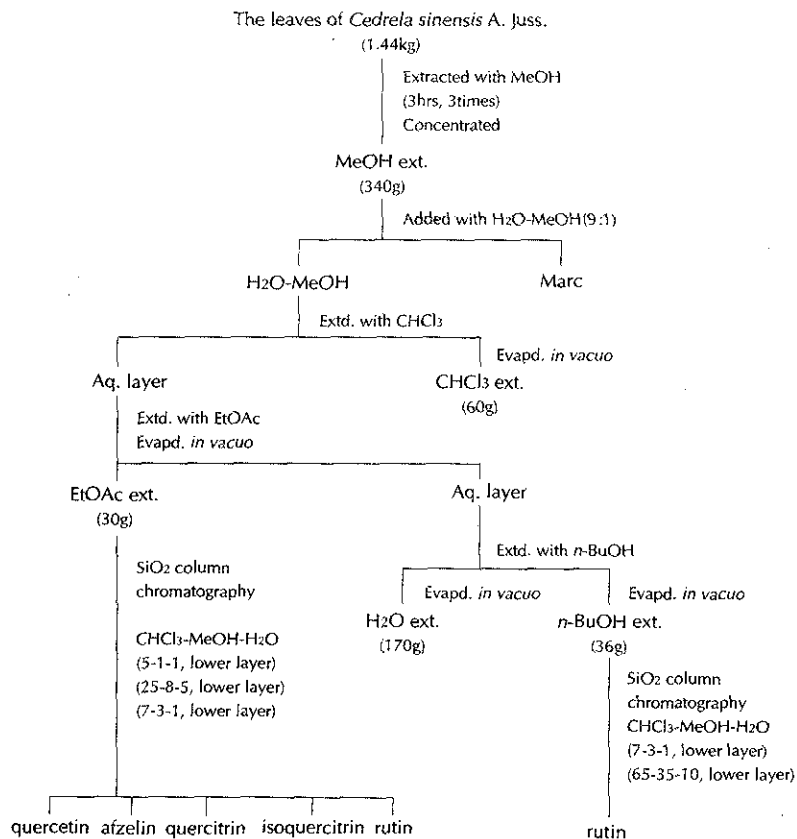 The leaves of Cedrela sinensis A. Juss.
(1.44kg)
Extracted with MeOH
(3hrs, 3times)
Concentrated
MeOH ext.
(340g)
Added with H2O-MeOH(9:1)
H2O-MeOH
Marc
Extd. with CHCl3
Evapd. in vacuo
Aq. layer
CHCl3 ext.
(60g)
Extd. with EtOAc
Evapd. in vacuo
EtOAc ext.
(30g)
Aq. layer
Extd. with n-BuOH
SiO2 column
chromatography
CHCl3-MeOH-H2O
(5-1-1, lower layer)
(25-8-5, lower layer)
(7-3-1, lower layer)
Evapd. in vacuo
Evapd. in vacuo
H2O ext.
(170g)
n-BuOH ext.
(36g)
SiO2 column
chromatography
CHCl3-MeOH-H2O
(7-3-1, lower layer)
(65-35-10, lower layer)
quercetin afzelin quercitrin isoquercitrin rutin
rutin